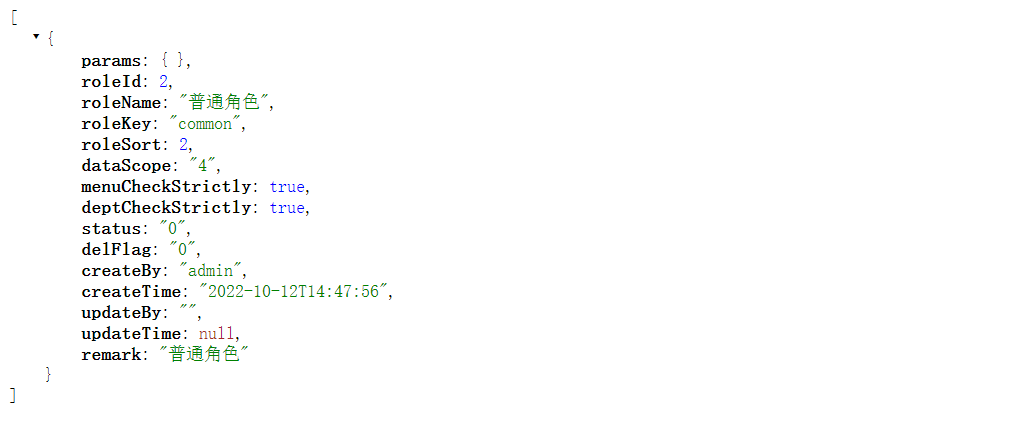 [
{
params: { },
roleId: 2,
roleName: "普通角色",
roleKey: "common",
roleSort: 2,
dataScope: "4",
menuCheckStrictly: true,
deptCheckStrictly: true,
status: "0",
delFlag: "0",
createBy: "admin",
createTime: "2022-10-12T14:47:56",
updateBy: "",
updateTime: null,
remark: "普通角色"
}
]